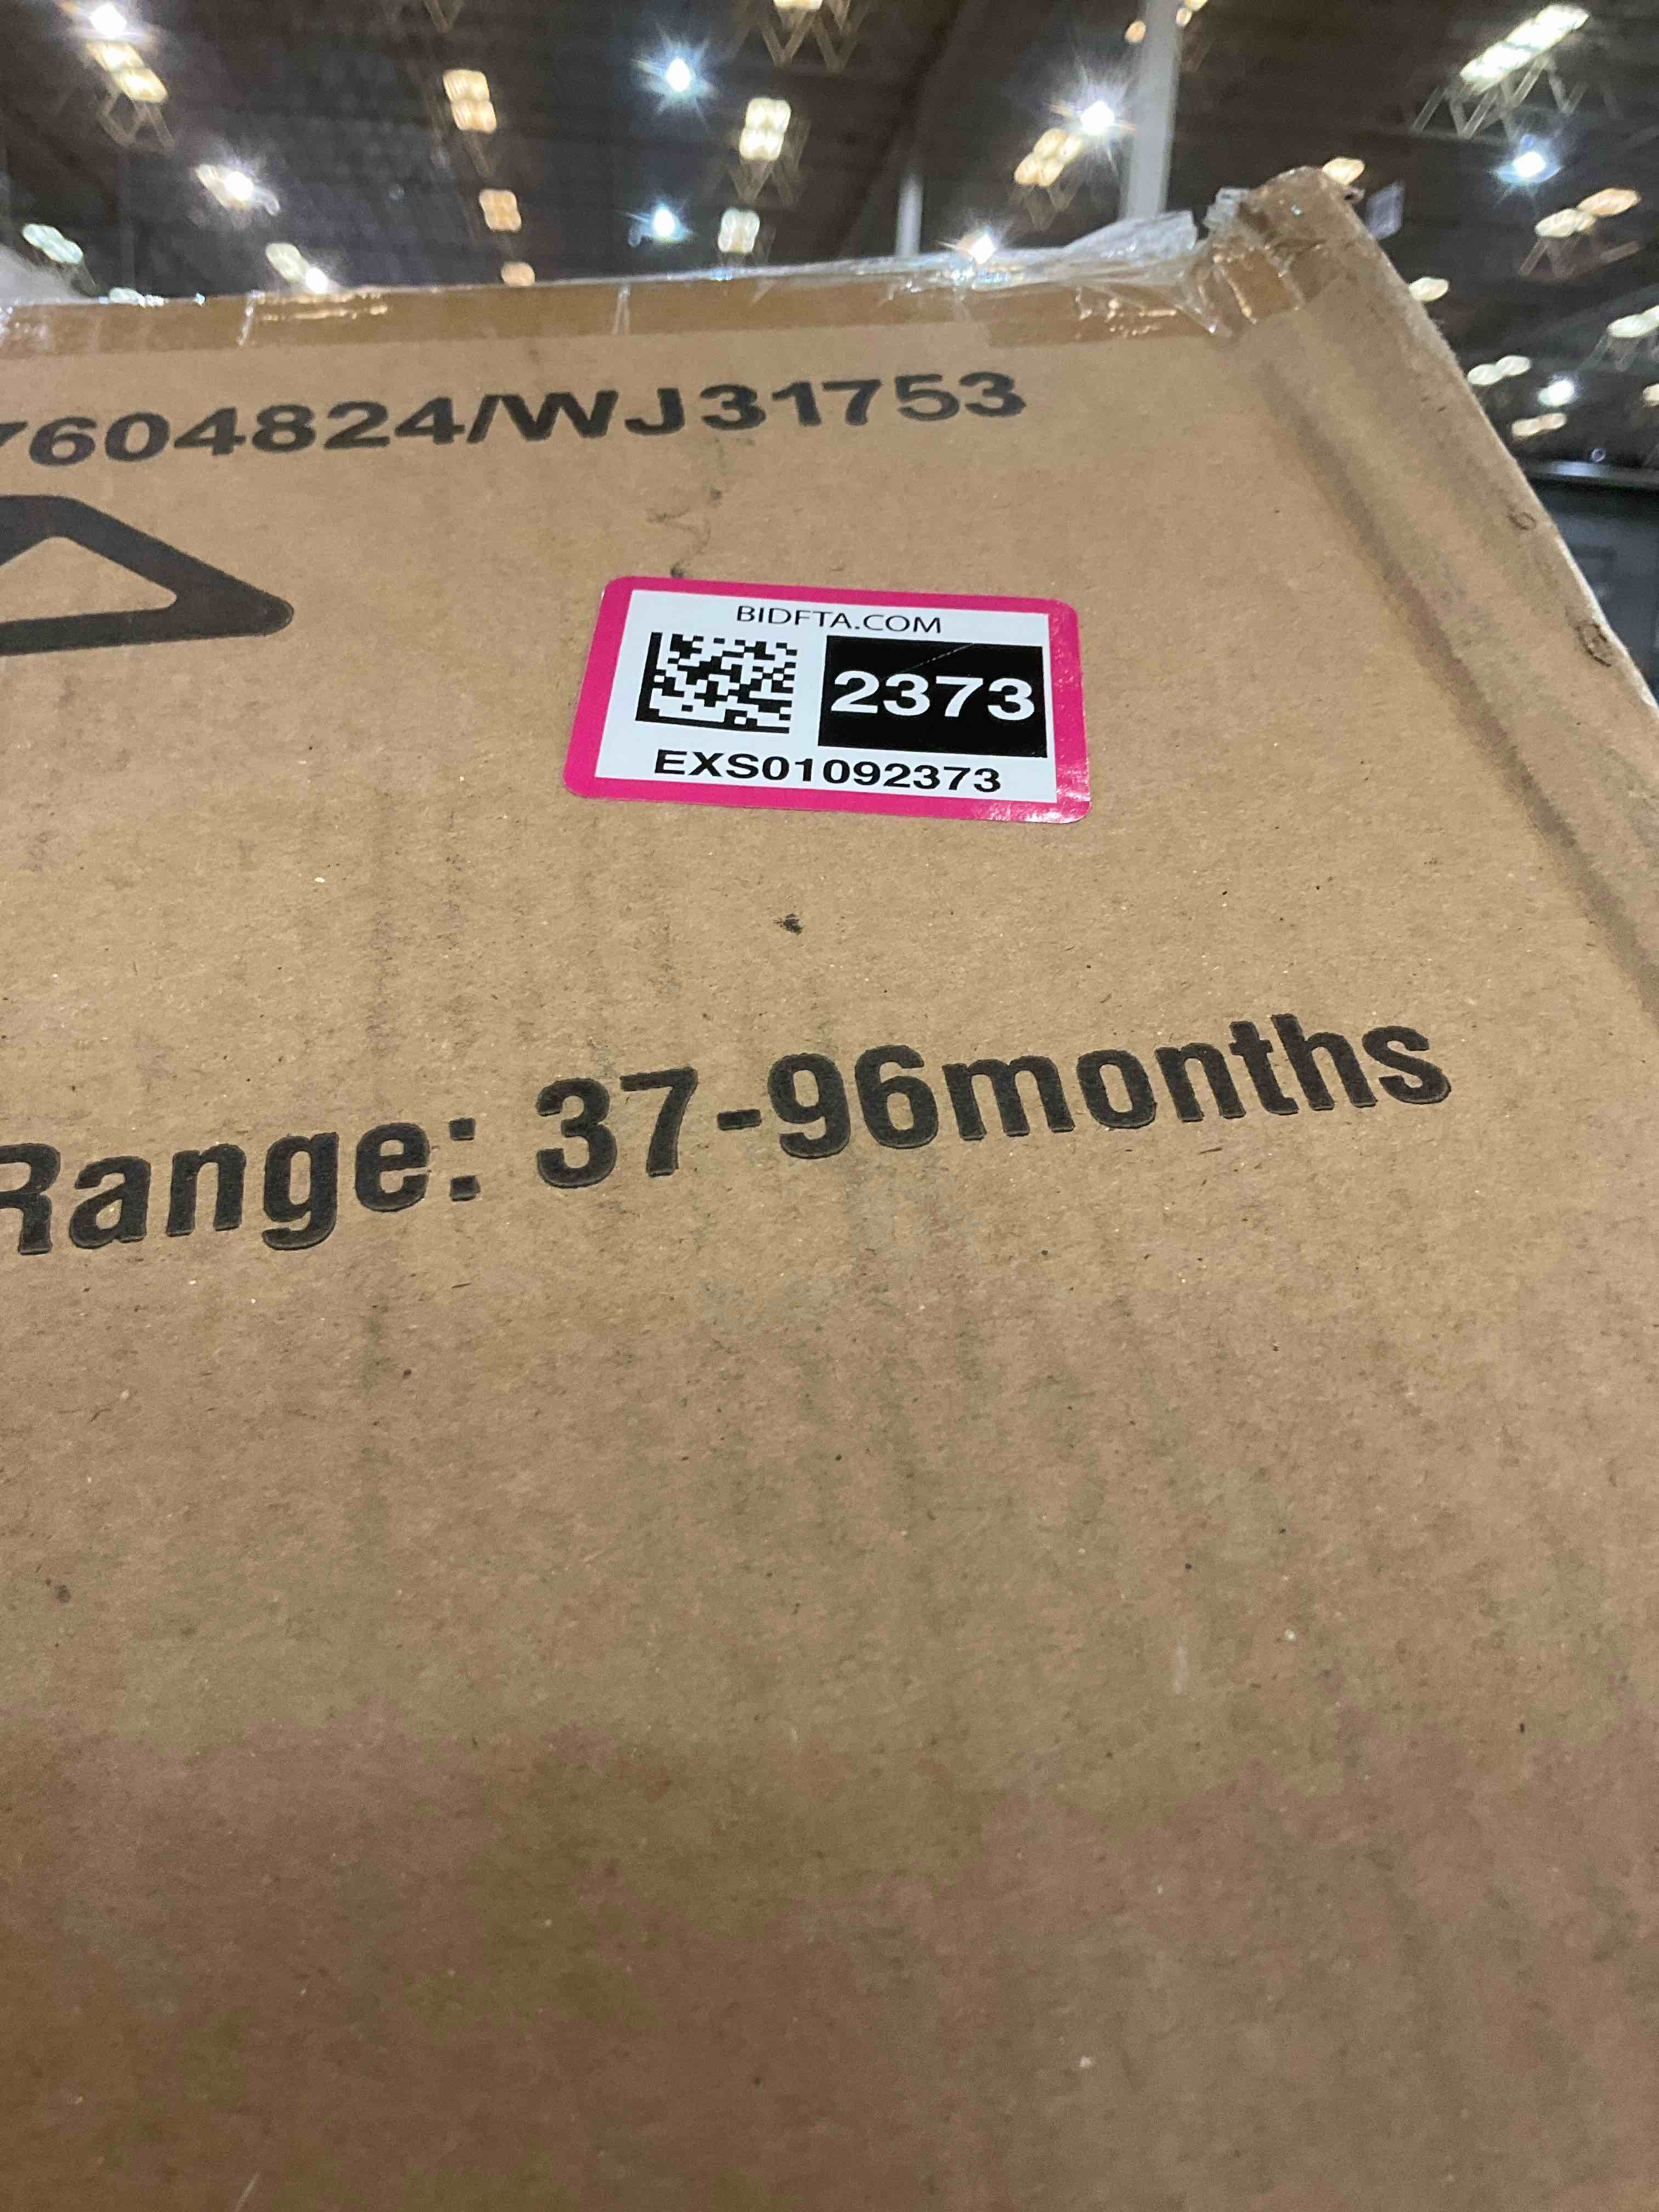 7604824/WJ31753
BIDFTA.COM
2373
EXS01092373
Range: 37-96months